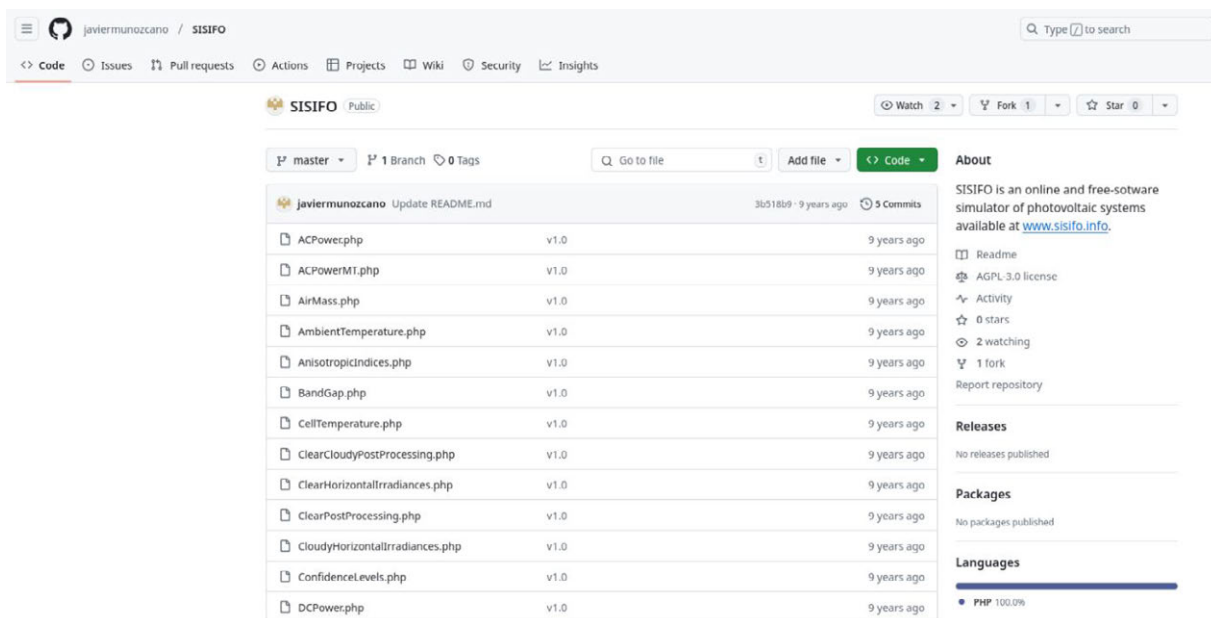 javiermunozcano / SISIFO
Type / to search
Code Issues Pull requests Actions Projects Wiki Security Insights
SISIFO Public
Watch 2 Fork 1 Star 0
master 1 Branch 0 Tags Go to file t Add file Code
javiermunozcano Update README.md 3b518b9 · 9 years ago 5 Commits
ACPower.php v1.0 9 years ago
ACPowerMT.php v1.0 9 years ago
AirMass.php v1.0 9 years ago
AmbientTemperature.php v1.0 9 years ago
AnisotropicIndices.php v1.0 9 years ago
BandGap.php v1.0 9 years ago
CellTemperature.php v1.0 9 years ago
ClearCloudyPostProcessing.php v1.0 9 years ago
ClearHorizontalIrradiances.php v1.0 9 years ago
ClearPostProcessing.php v1.0 9 years ago
CloudyHorizontalIrradiances.php v1.0 9 years ago
ConfidenceLevels.php v1.0 9 years ago
DCPower.php v1.0 9 years ago
About
SISIFO is an online and free-sotware
simulator of photovoltaic systems
available at www.sisifo.info.
Readme
AGPL-3.0 license
Activity
0 stars
2 watching
1 fork
Report repository
Releases
No releases published
Packages
No packages published
Languages
PHP 100.0%